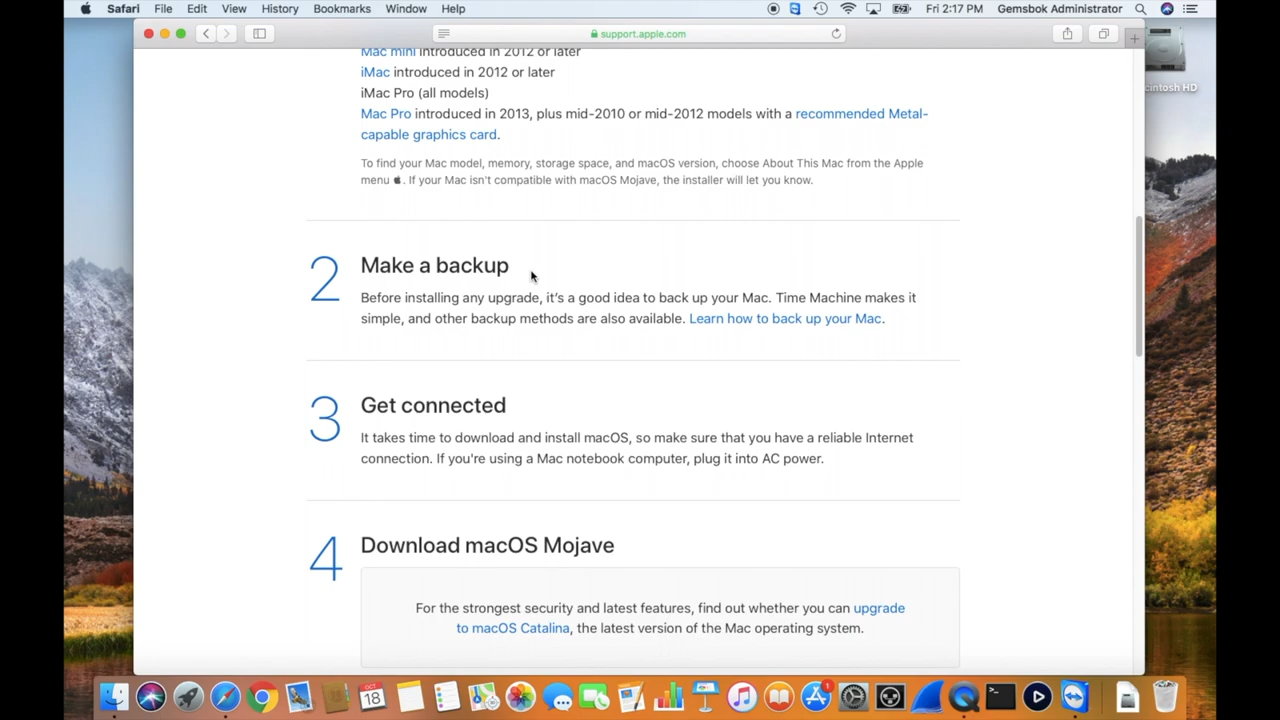 Safari File Edit View History Bookmarks Window Help Fri 2:17 PM Gemsbok Administrator
support.apple.com
Mac mini introduced in 2012 or later
iMac introduced in 2012 or later
iMac Pro (all models)
Mac Pro introduced in 2013, plus mid-2010 or mid-2012 models with a recommended Metal-
capable graphics card.
cintosh HD
To find your Mac model, memory, storage space, and macOS version, choose About This Mac from the Apple
menu . If your Mac isn't compatible with macOS Mojave, the installer will let you know.
2 Make a backup
Before installing any upgrade, it's a good idea to back up your Mac. Time Machine makes it
simple, and other backup methods are also available. Learn how to back up your Mac.
3 Get connected
It takes time to download and install macOS, so make sure that you have a reliable Internet
connection. If you're using a Mac notebook computer, plug it into AC power.
4 Download macOS Mojave
For the strongest security and latest features, find out whether you can upgrade
to macOS Catalina, the latest version of the Mac operating system.
OCT
18
1